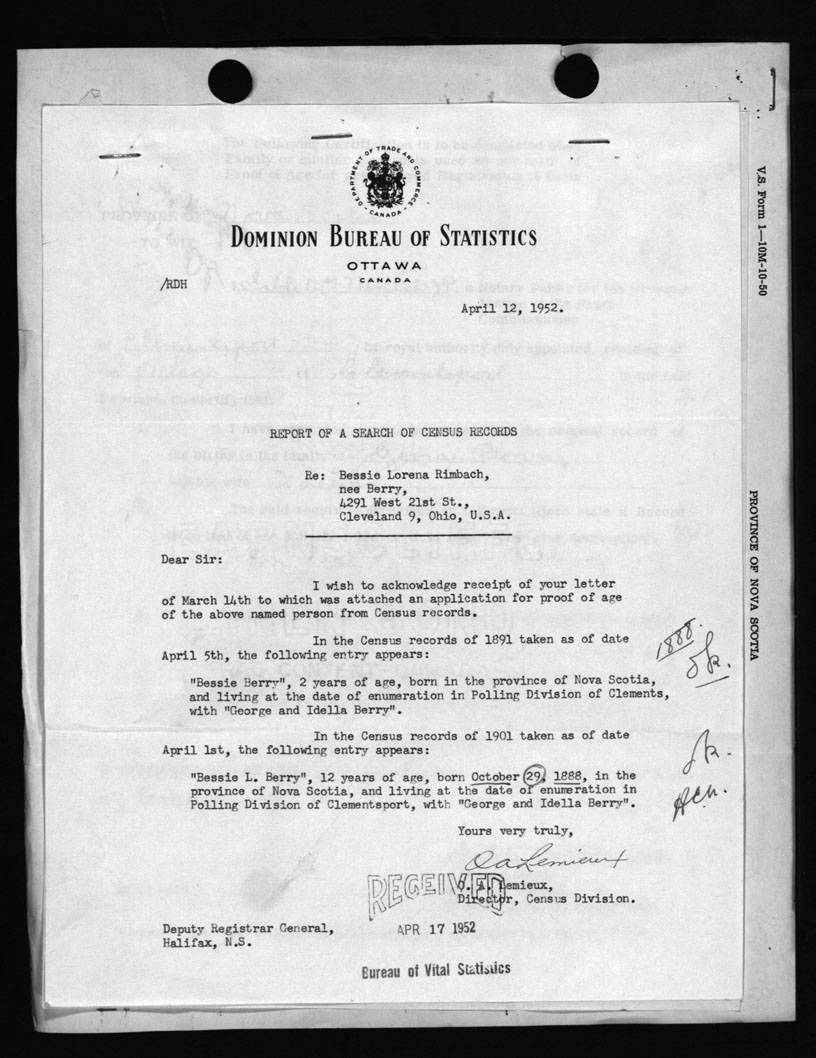 DEPARTMENT OF TRADE AND COMMERCE
- CANADA -
DOMINION BUREAU OF STATISTICS
OTTAWA
CANADA
/RDH
April 12, 1952.
REPORT OF A SEARCH OF CENSUS RECORDS
Re: Bessie Lorena Rimbach,
nee Berry,
4291 West 21st St.,
Cleveland 9, Ohio, U.S.A.
Dear Sir:
I wish to acknowledge receipt of your letter
of March 14th to which was attached an application for proof of age
of the above named person from Census records.
In the Census records of 1891 taken as of date
April 5th, the following entry appears:
1888.
ok.
"Bessie Berry", 2 years of age, born in the province of Nova Scotia,
and living at the date of enumeration in Polling Division of Clements,
with "George and Idella Berry".
In the Census records of 1901 taken as of date
April 1st, the following entry appears:
ok.
"Bessie L. Berry", 12 years of age, born October 29, 1888, in the
province of Nova Scotia, and living at the date of enumeration in
Polling Division of Clementsport, with "George and Idella Berry".
Yours very truly,
O A Lemieux
O. A. Lemieux,
Director, Census Division.
RECEIVED
APR 17 1952
Bureau of Vital Statistics
Deputy Registrar General,
Halifax, N.S.
V.S. Form 1—10M-10-50
PROVINCE OF NOVA SCOTIA